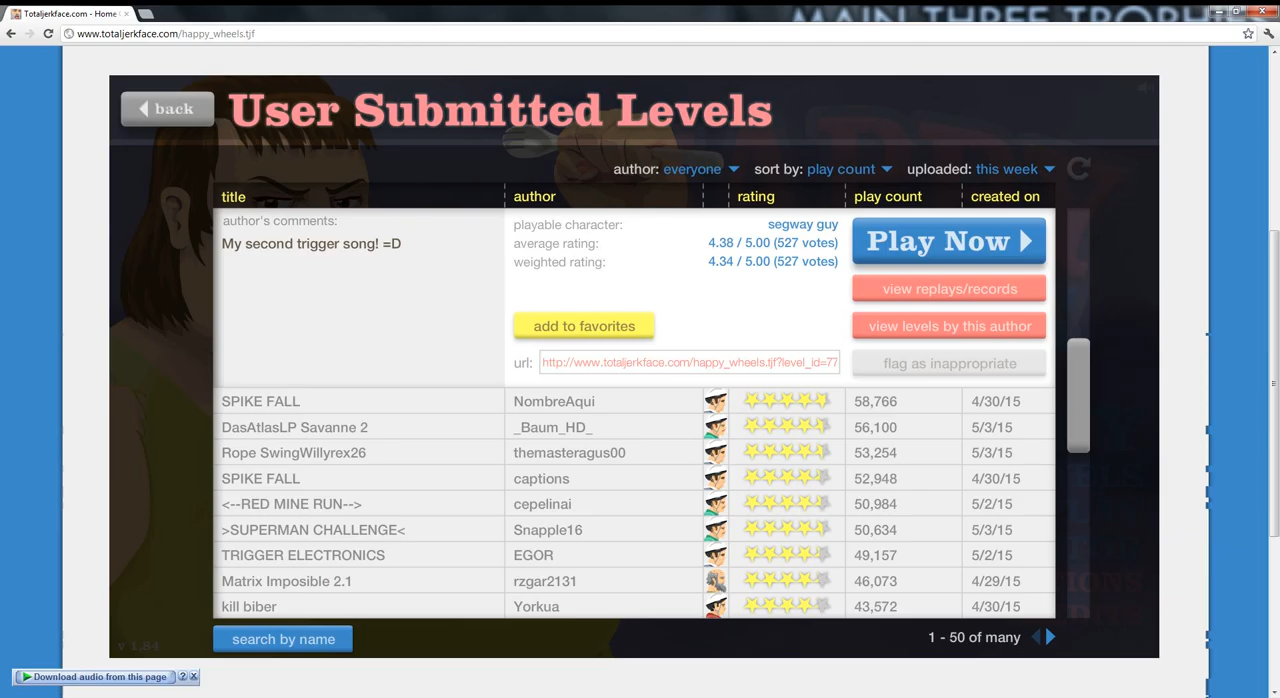 MAIN THREE TROPHIES
Totaljerkface.com - Home
www.totaljerkface.com/happy_wheels.tjf
back
User Submitted Levels
author: everyone sort by: play count uploaded: this week
title author rating play count created on
author's comments:
My second trigger song! =D
playable character: segway guy
average rating: 4.38 / 5.00 (527 votes)
weighted rating: 4.34 / 5.00 (527 votes)
Play Now
view replays/records
add to favorites
view levels by this author
url: http://www.totaljerkface.com/happy_wheels.tjf?level_id=77
flag as inappropriate
SPIKE FALL NombreAqui 58,766 4/30/15
DasAtlasLP Savanne 2 _Baum_HD_ 56,100 5/3/15
Rope SwingWillyrex26 themasteragus00 53,254 5/3/15
SPIKE FALL captions 52,948 4/30/15
<--RED MINE RUN--> cepelinai 50,984 5/2/15
>SUPERMAN CHALLENGE< Snapple16 50,634 5/3/15
TRIGGER ELECTRONICS EGOR 49,157 5/2/15
Matrix Imposible 2.1 rzgar2131 46,073 4/29/15
kill biber Yorkua 43,572 4/30/15
search by name
1 - 50 of many
v 1.84
Download audio from this page ? X